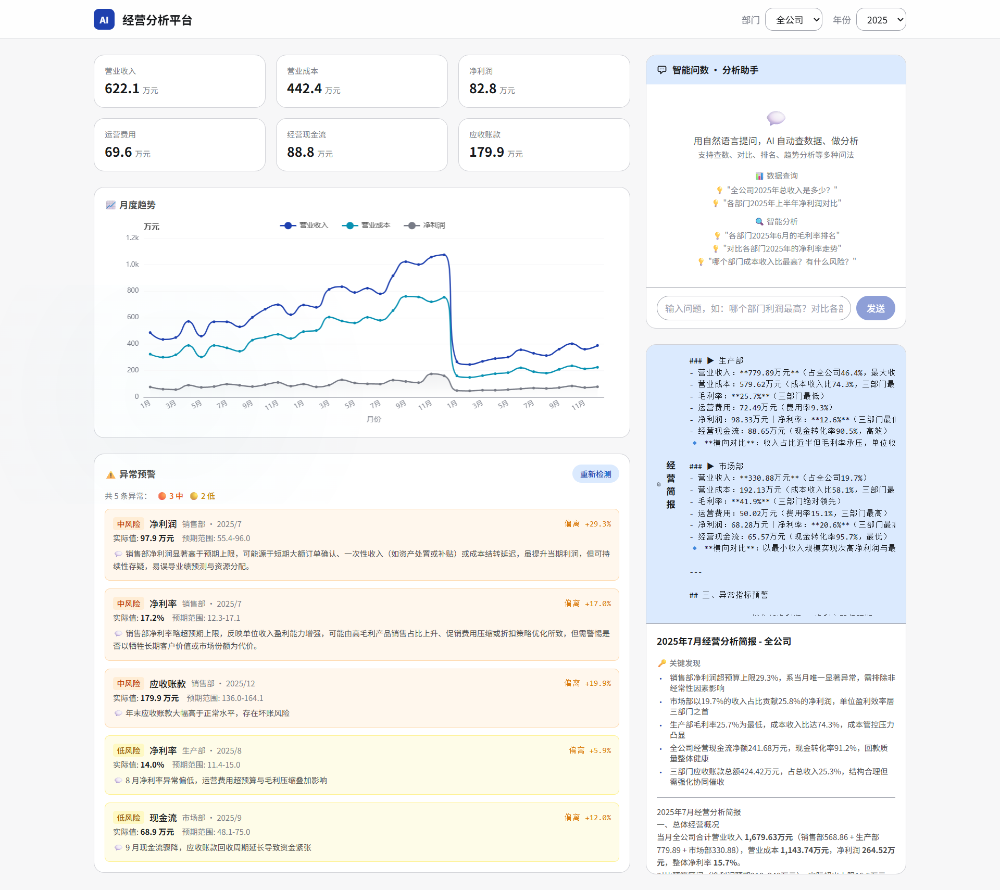 AI 经营分析平台
部门 全公司 年份 2025
营业收入
622.1 万元
营业成本
442.4 万元
净利润
82.8 万元
运营费用
69.6 万元
经营现金流
88.8 万元
应收账款
179.9 万元
📈 月度趋势
万元
营业收入 营业成本 净利润
1.2k
1.0k
800
600
400
200
0
1月 3月 5月 7月 9月 11月 1月 3月 5月 7月 9月 11月 1月 3月 5月 7月 9月 11月
月份
⚠️ 异常预警
重新检测
共 5 条异常： 3 中 2 低
中风险 净利润 销售部 • 2025/7 偏离 +29.3%
实际值: 97.9 万元 预期范围: 55.4-96.0
💬 销售部净利润显著高于预期上限，可能源于短期大额订单确认、一次性收入（如资产处置或补贴）或成本结转延迟，虽提升当期利润，但可持
续性存疑，易误导业绩预测与资源分配。
中风险 净利率 销售部 • 2025/7 偏离 +17.0%
实际值: 17.2% 预期范围: 12.3-17.1
💬 销售部净利率略超预期上限，反映单位收入盈利能力增强，可能由高毛利产品销售占比上升、促销费用压缩或折扣策略优化所致，但需警惕是
否以牺牲长期客户价值或市场份额为代价。
中风险 应收账款 销售部 • 2025/12 偏离 +19.9%
实际值: 179.9 万元 预期范围: 136.0-164.1
💬 年末应收账款大幅高于正常水平，存在坏账风险
低风险 净利率 生产部 • 2025/8 偏离 +5.9%
实际值: 14.0% 预期范围: 11.4-15.0
💬 8 月净利率异常偏低，运营费用超预算与毛利压缩叠加影响
低风险 现金流 市场部 • 2025/9 偏离 +12.0%
实际值: 68.9 万元 预期范围: 48.1-75.0
💬 9 月现金流骤降，应收账款回收周期延长导致资金紧张
智能问数 • 分析助手
用自然语言提问，AI 自动查数据、做分析
支持查数、对比、排名、趋势分析等多种问法
📊 数据查询
💡 "全公司2025年总收入是多少？"
💡 "各部门2025年上半年净利润对比"
🔍 智能分析
💡 "各部门2025年6月的毛利率排名"
💡 "对比各部门2025年的净利率走势"
💡 "哪个部门成本收入比最高？有什么风险？"
输入问题，如：哪个部门利润最高？对比各部
发送
经营简报
### ▶ 生产部
- 营业收入：**779.89万元**（占全公司46.4%，最大收
- 营业成本：579.62万元（成本收入比74.3%，三部门最
- 毛利率：**25.7%**（三部门最低）
- 运营费用：72.49万元（费用率9.3%）
- 净利润：98.33万元｜净利率：**12.6%**（三部门最低
- 经营现金流：88.65万元（现金转化率90.5%，高效）
🔹 **横向对比**：收入占比近半但毛利率承压，单位收
### ▶ 市场部
- 营业收入：**330.88万元**（占全公司19.7%）
- 营业成本：192.13万元（成本收入比58.1%，三部门最
- 毛利率：**41.9%**（三部门绝对领先）
- 运营费用：50.02万元（费用率15.1%，三部门最高）
- 净利润：68.28万元｜净利率：**20.6%**（三部门最高
- 经营现金流：65.57万元（现金转化率95.7%，最优）
🔹 **横向对比**：以最小收入规模实现次高净利润与最
---
## 三、异常指标预警
2025年7月经营分析简报 - 全公司
🔑 关键发现
• 销售部净利润超预算上限29.3%，系当月唯一显著异常，需排除非
经常性因素影响
• 市场部以19.7%的收入占比贡献25.8%的净利润，单位盈利效率居
三部门之首
• 生产部毛利率25.7%为最低，成本收入比达74.3%，成本管控压力
凸显
• 全公司经营现金流净额241.68万元，现金转化率91.2%，回款质
量整体健康
• 三部门应收账款总额424.42万元，占总收入25.3%，结构合理但
需强化协同催收
2025年7月经营分析简报
一、总体经营概况
当月全公司合计营业收入 1,679.63万元（销售部568.86 + 生产部
779.89 + 市场部330.88），营业成本 1,143.74万元，净利润 264.52万
元，整体净利率 15.7%。